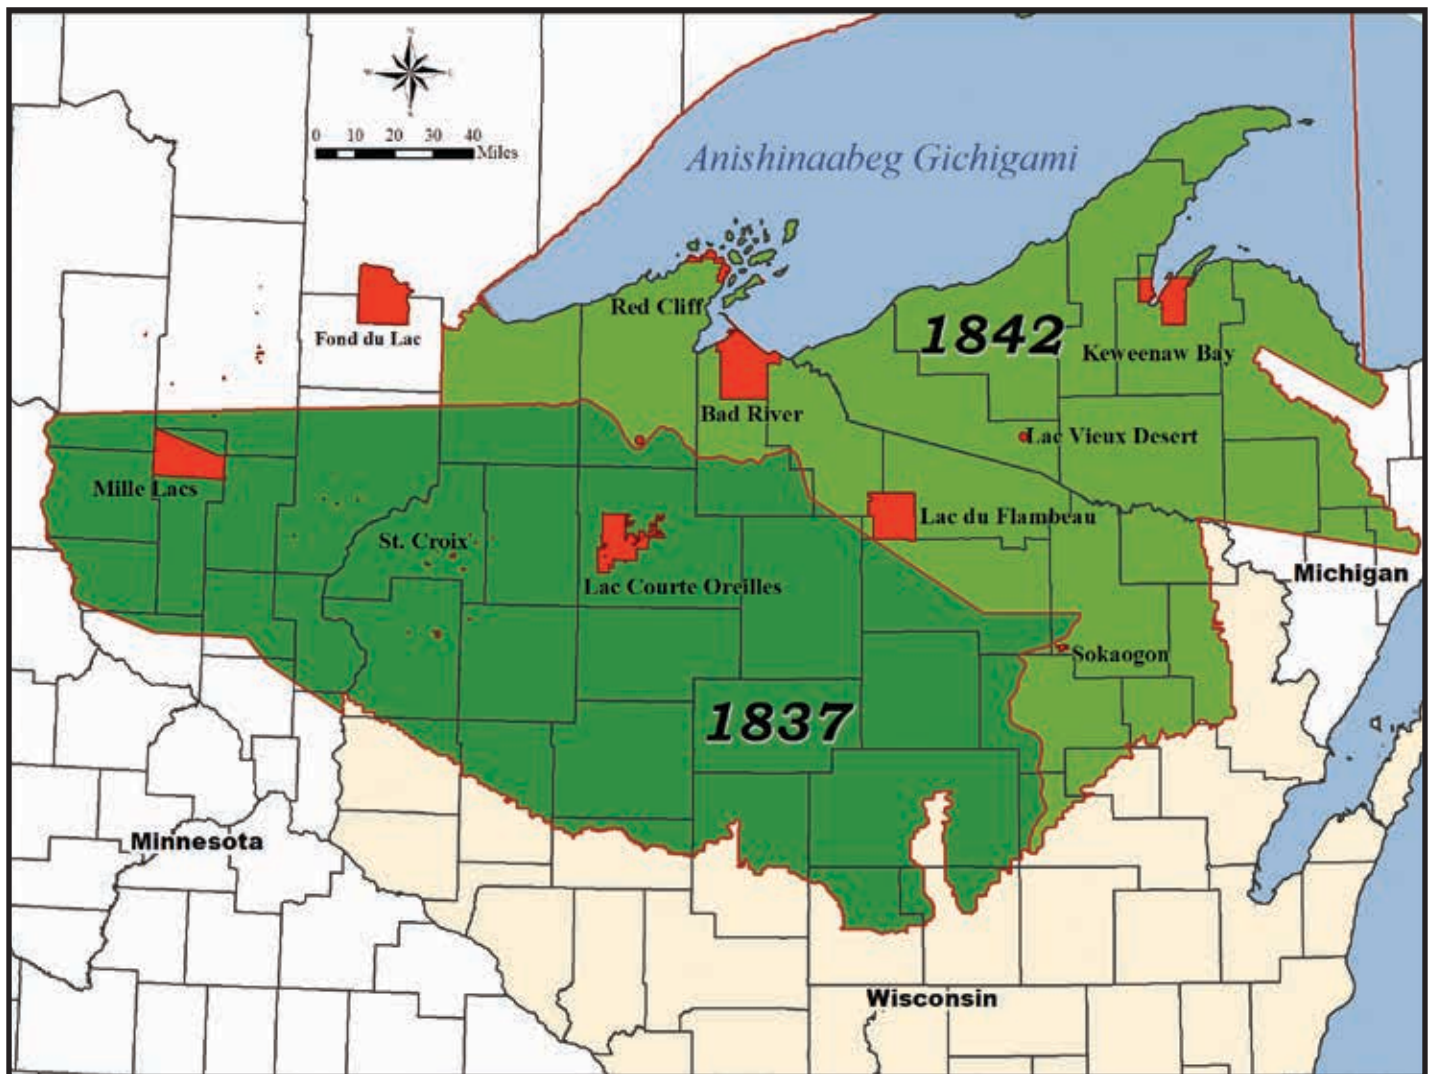 N
W
E
S
0 10 20 30 40
Miles
Anishinaabeg Gichigami
Red Cliff
Fond du Lac
1842
Keweenaw Bay
Bad River
Lac Vieux Desert
Mille Lacs
Lac du Flambeau
St. Croix
Lac Courte Oreilles
Michigan
Sokaogon
1837
Minnesota
Wisconsin